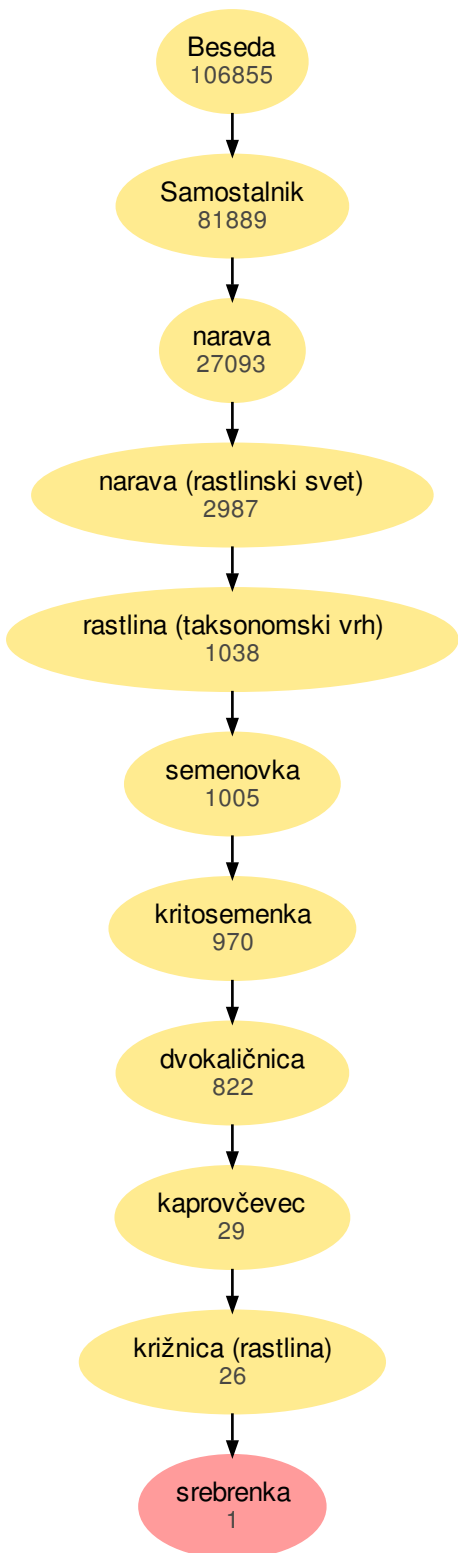 Beseda
106855
Samostalnik
81889
narava
27093
narava (rastlinski svet)
2987
rastlina (taksonomski vrh)
1038
semenovka
1005
kritosemenka
970
dvokaličnica
822
kaprovčevec
29
križnica (rastlina)
26
srebrenka
1